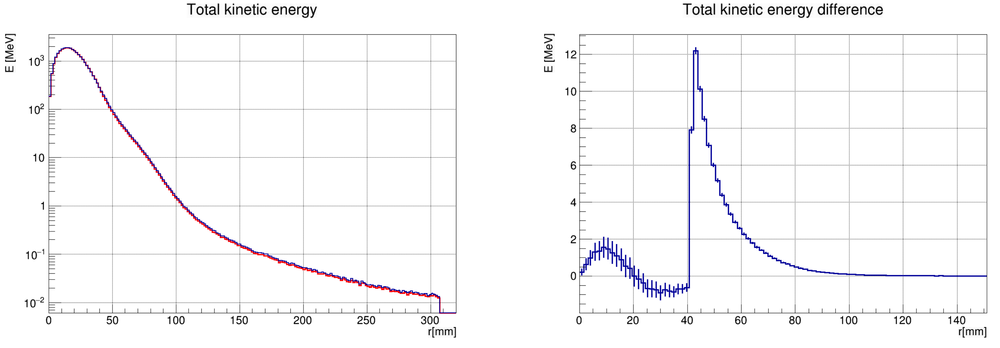 Total kinetic energy
E [MeV]
10³
10²
10
1
10⁻¹
10⁻²
0 50 100 150 200 250 300
r[mm]
Total kinetic energy difference
E [MeV]
12
10
8
6
4
2
0
0 20 40 60 80 100 120 140
r[mm]